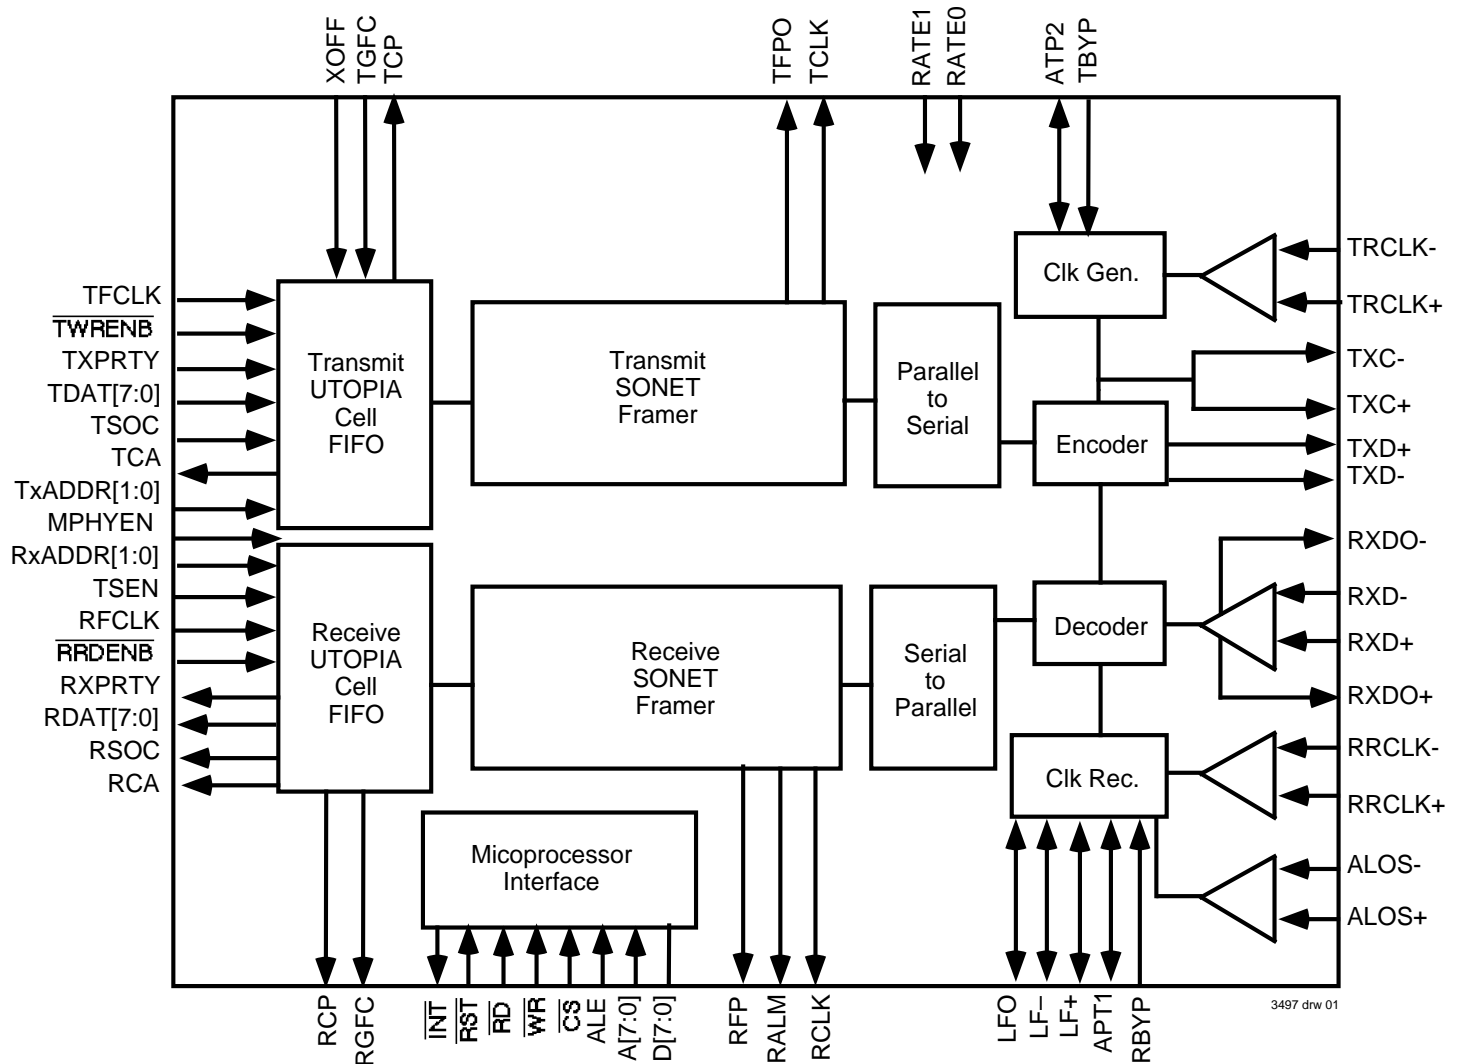 XOFF
TGFC
TCP
TFPO
TCLK
RATE1
RATE0
ATP2
TBYP
TFCLK
TWRENB
TXPRTY
TDAT[7:0]
TSOC
TCA
TxADDR[1:0]
MPHYEN
RxADDR[1:0]
TSEN
RFCLK
RRDENB
RXPRTY
RDAT[7:0]
RSOC
RCA
Transmit
UTOPIA
Cell
FIFO
Transmit
SONET
Framer
Parallel
to
Serial
Clk Gen.
Encoder
Receive
UTOPIA
Cell
FIFO
Receive
SONET
Framer
Serial
to
Parallel
Decoder
Clk Rec.
Micoprocessor
Interface
TRCLK-
TRCLK+
TXC-
TXC+
TXD+
TXD-
RXDO-
RXD-
RXD+
RXDO+
RRCLK-
RRCLK+
ALOS-
ALOS+
RCP
RGFC
INT
RST
RD
WR
CS
ALE
A[7:0]
D[7:0]
RFP
RALM
RCLK
LFO
LF–
LF+
APT1
RBYP
3497 drw 01